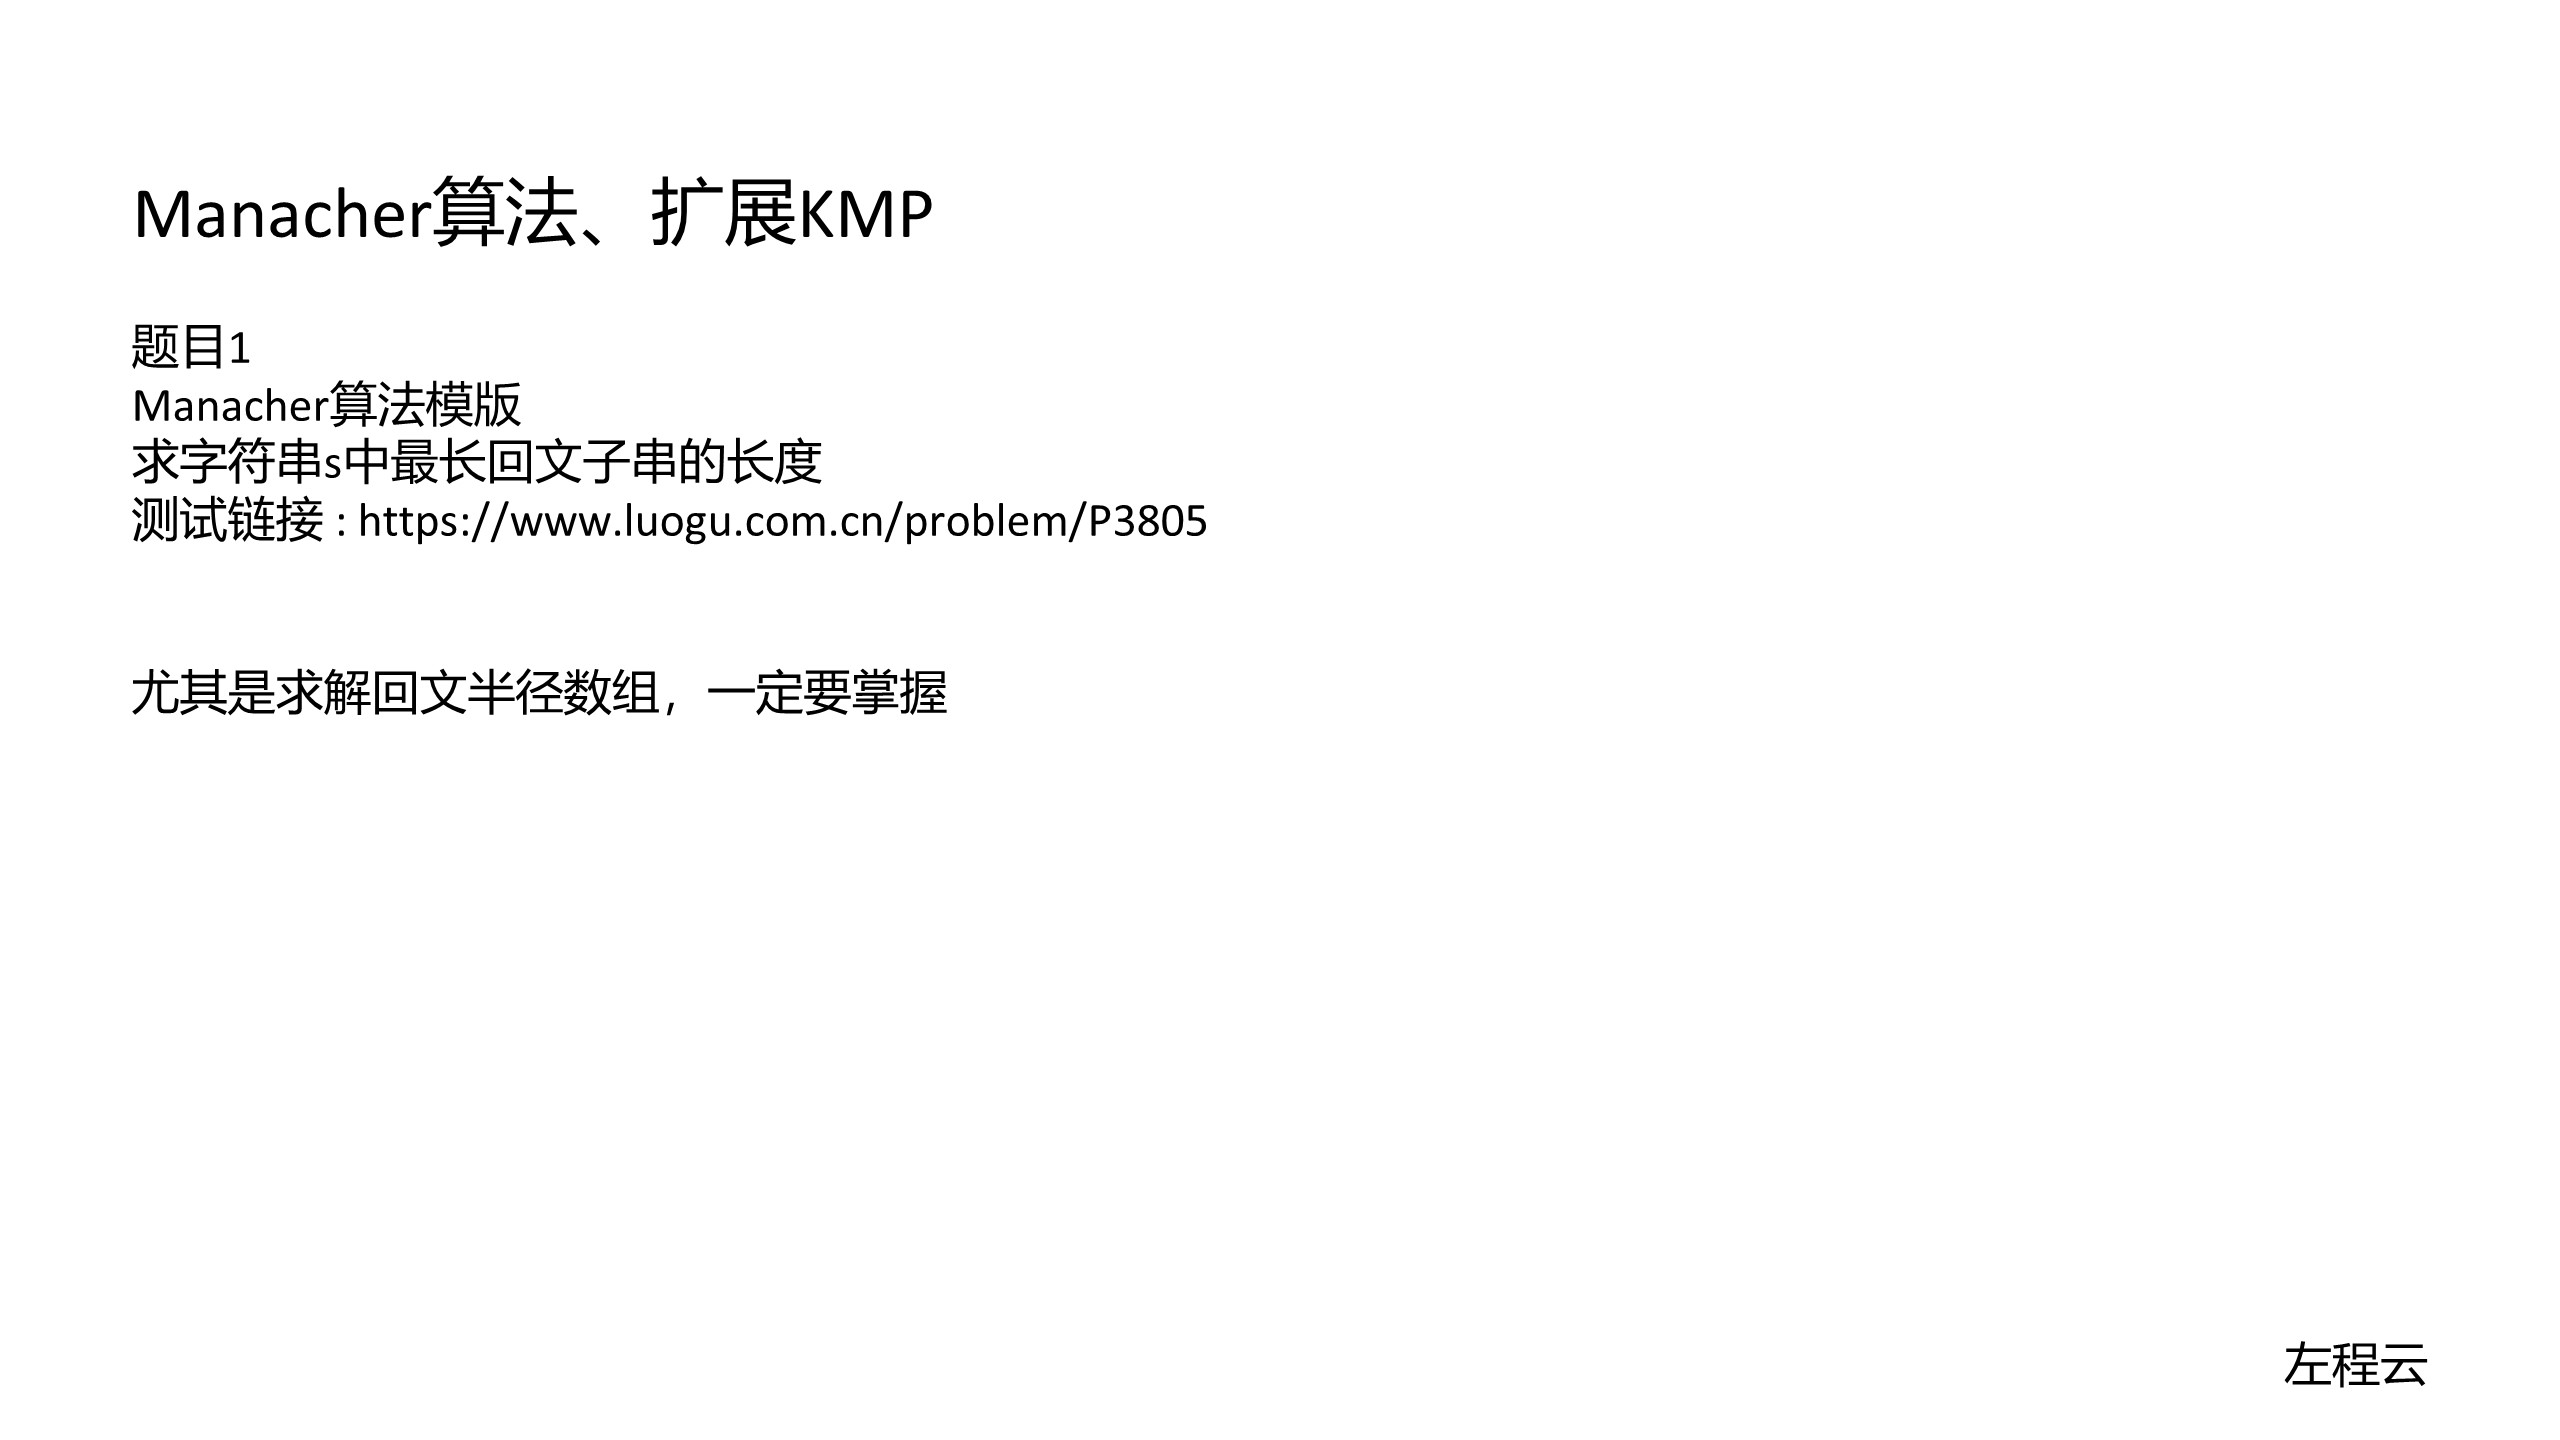 Manacher算法、扩展KMP
题目1
Manacher算法模版
求字符串s中最长回文子串的长度
测试链接 : https://www.luogu.com.cn/problem/P3805
尤其是求解回文半径数组，一定要掌握
左程云